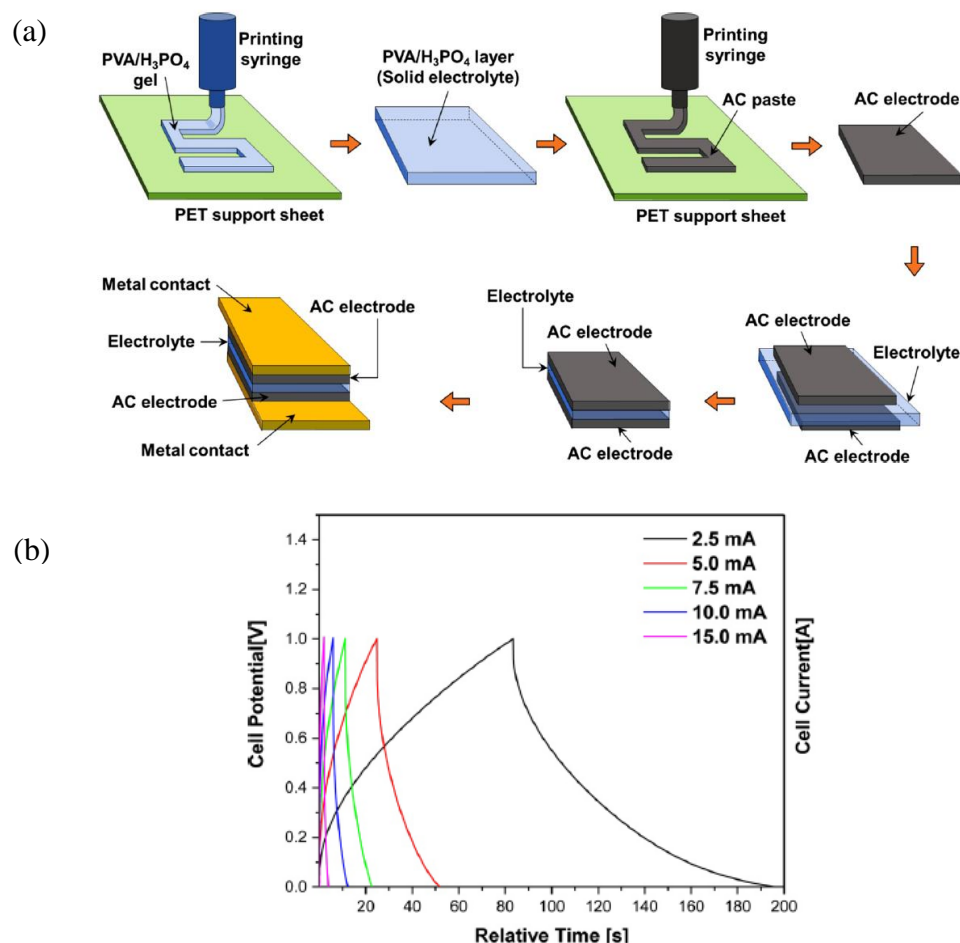 (a)
Printing
syringe
PVA/H₃PO₄
gel
PET support sheet
PVA/H₃PO₄ layer
(Solid electrolyte)
Printing
syringe
AC paste
PET support sheet
AC electrode
Metal contact
Electrolyte
AC electrode
AC electrode
Metal contact
Electrolyte
AC electrode
AC electrode
AC electrode
Electrolyte
AC electrode
(b)
Cell Potential[V]
1.4
1.2
1.0
0.8
0.6
0.4
0.2
0.0
2.5 mA
5.0 mA
7.5 mA
10.0 mA
15.0 mA
Cell Current[A]
20 40 60 80 100 120 140 160 180 200
Relative Time [s]